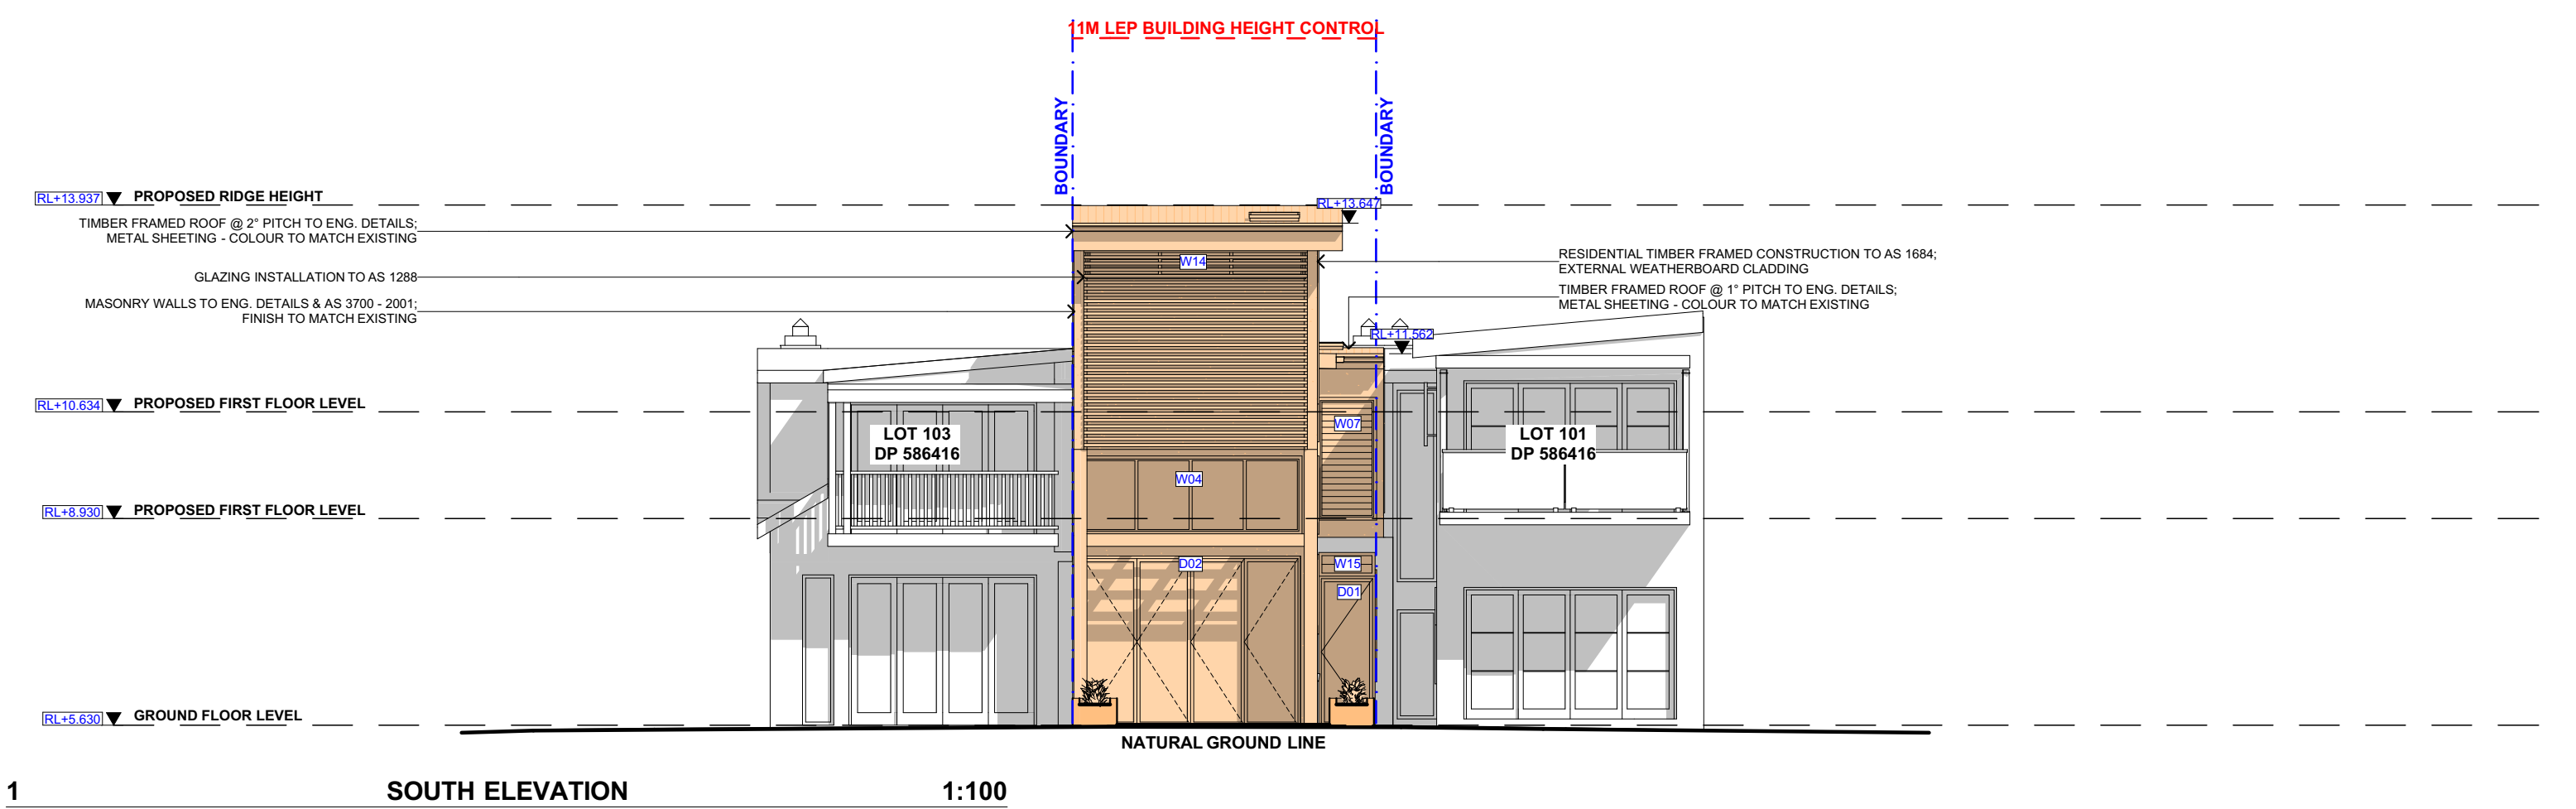 11M LEP BUILDING HEIGHT CONTROL
BOUNDARY
BOUNDARY
RL+13.937 PROPOSED RIDGE HEIGHT
RL+13.647
TIMBER FRAMED ROOF @ 2° PITCH TO ENG. DETAILS;
METAL SHEETING - COLOUR TO MATCH EXISTING
GLAZING INSTALLATION TO AS 1288
MASONRY WALLS TO ENG. DETAILS & AS 3700 - 2001;
FINISH TO MATCH EXISTING
W14
RESIDENTIAL TIMBER FRAMED CONSTRUCTION TO AS 1684;
EXTERNAL WEATHERBOARD CLADDING
TIMBER FRAMED ROOF @ 1° PITCH TO ENG. DETAILS;
METAL SHEETING - COLOUR TO MATCH EXISTING
RL+11.562
RL+10.634 PROPOSED FIRST FLOOR LEVEL
LOT 103
DP 586416
W07
LOT 101
DP 586416
W04
RL+8.930 PROPOSED FIRST FLOOR LEVEL
D02
W15
D01
RL+5.630 GROUND FLOOR LEVEL
NATURAL GROUND LINE
1 SOUTH ELEVATION 1:100